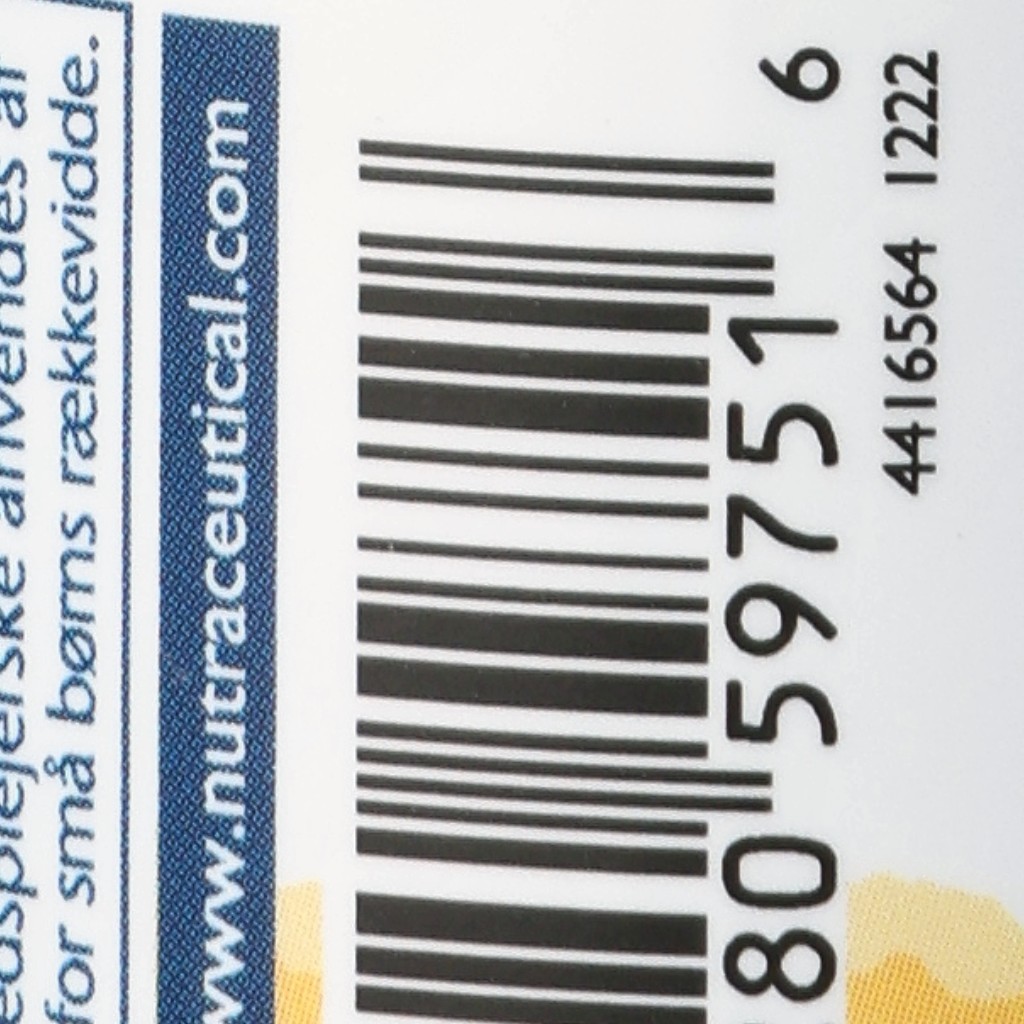 for små børns rækkevidde.
www.nutraceutical.com
80 59751 6
4416564 1222